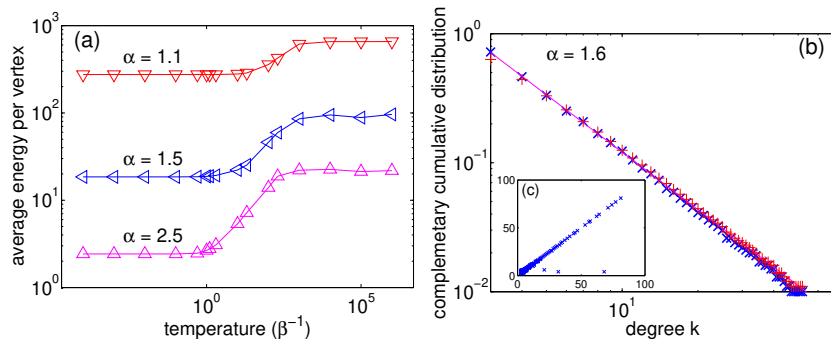 (a)
average energy per vertex
10³
10²
10¹
10⁰
α = 1.1
α = 1.5
α = 2.5
10⁰
10⁵
temperature (β⁻¹)
(b)
complemetary cumulative distribution
10⁰
10⁻¹
10⁻²
α = 1.6
(c)
100
50
0
0
50
100
10¹
degree k